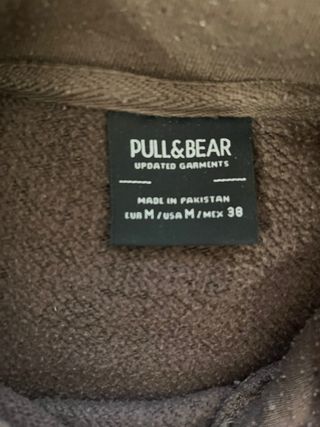 PULL&BEAR
UPDATED GARMENTS
MADE IN PAKISTAN
EUR M / USA M / MEX 38